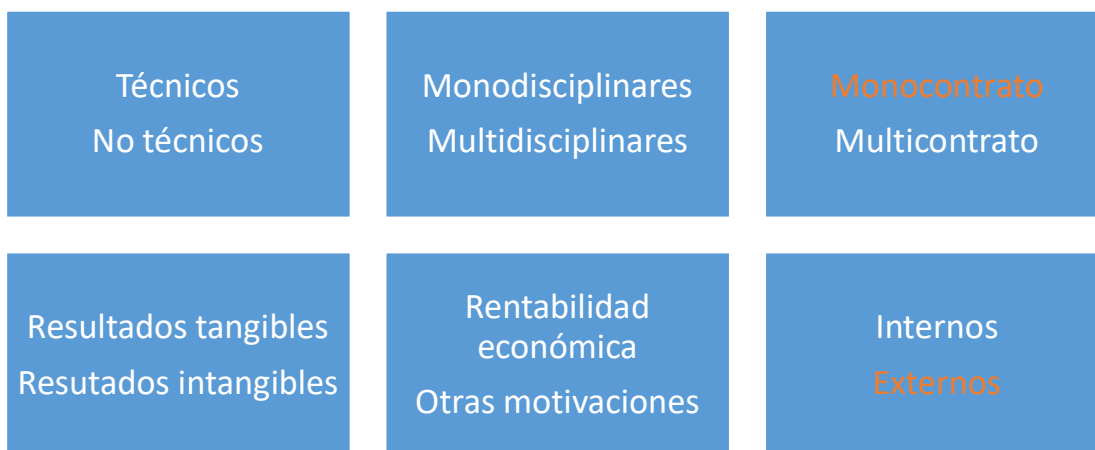 Técnicos
No técnicos
Monodisciplinares
Multidisciplinares
Monocontrato
Multicontrato
Resultados tangibles
Resutados intangibles
Rentabilidad
económica
Otras motivaciones
Internos
Externos